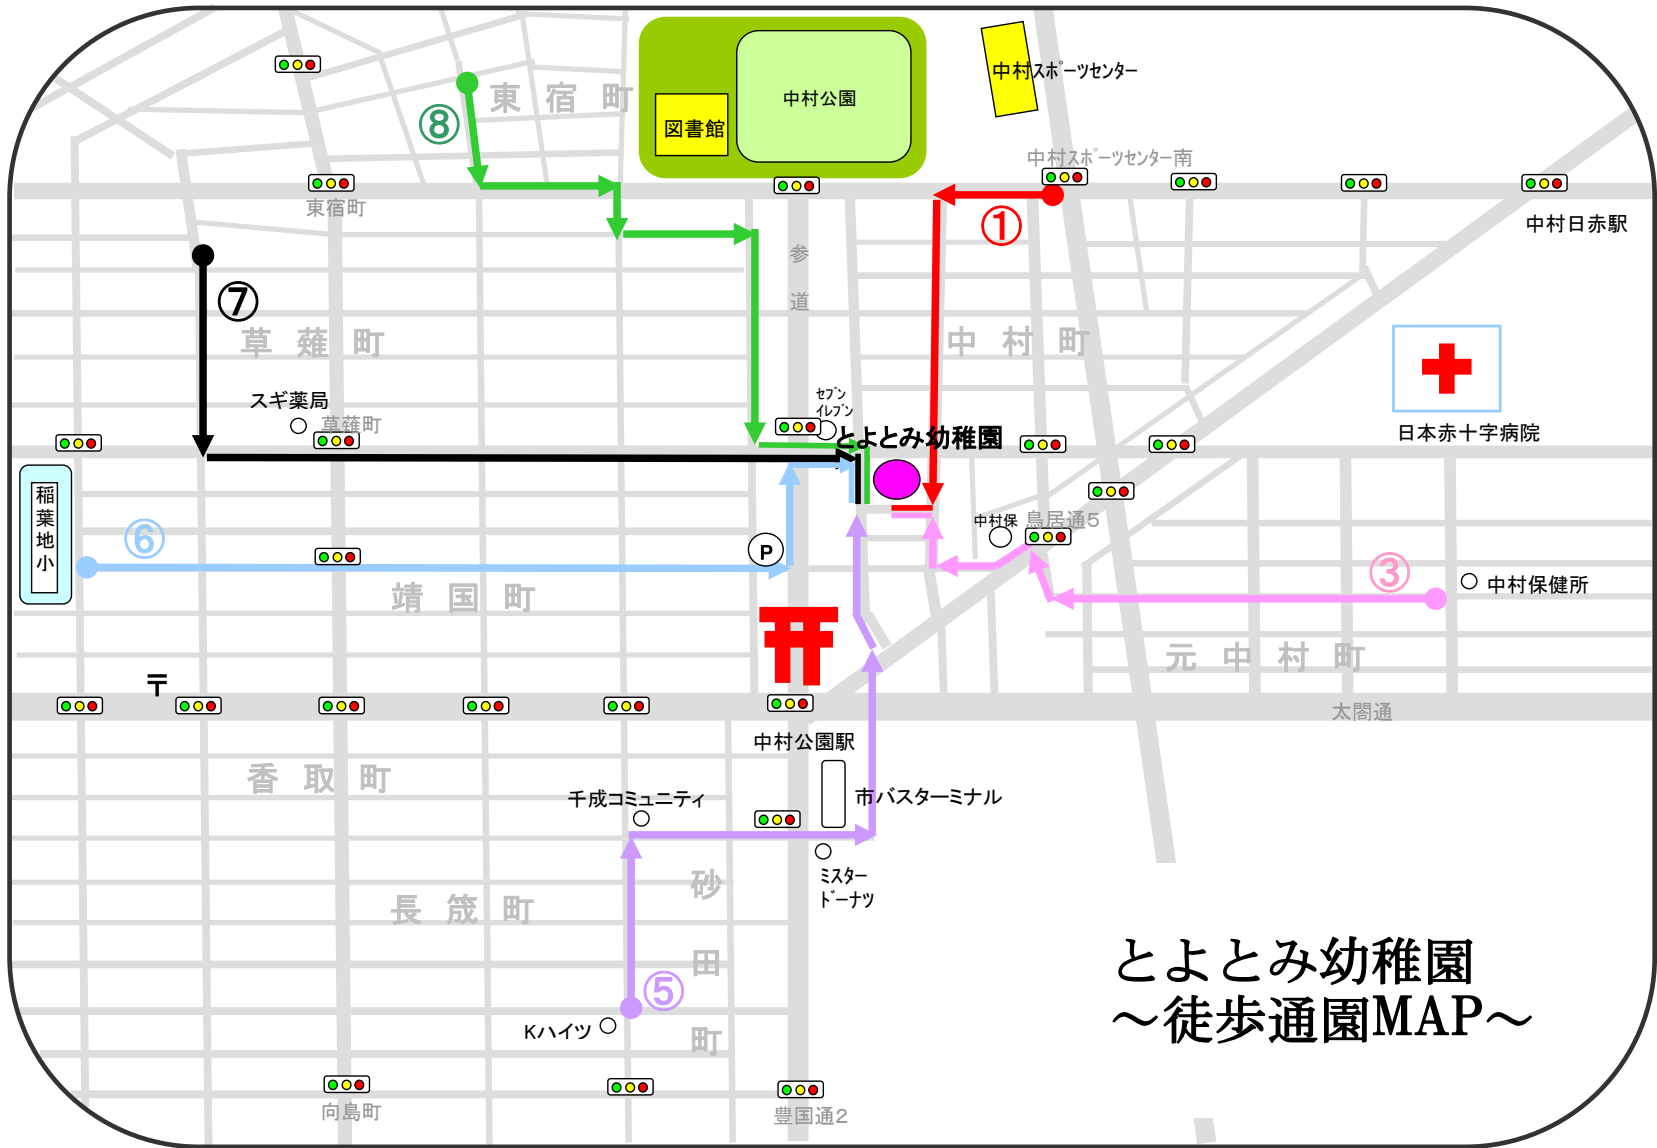 東宿町
⑧
図書館
中村公園
中村スポーツセンター
中村スポーツセンター南
東宿町
①
中村日赤駅
参道
⑦
草薙町
中村町
スギ薬局
草薙町
セブン
イレブン
とよとみ幼稚園
日本赤十字病院
稲葉地小
⑥
P
中村保
鳥居通5
③
中村保健所
靖国町
元中村町
〒
太閤通
中村公園駅
香取町
千成コミュニティ
市バスターミナル
ミスター
ドーナツ
長筬町
砂田町
⑤
Kハイツ
とよとみ幼稚園
～徒歩通園MAP～
向島町
豊国通2